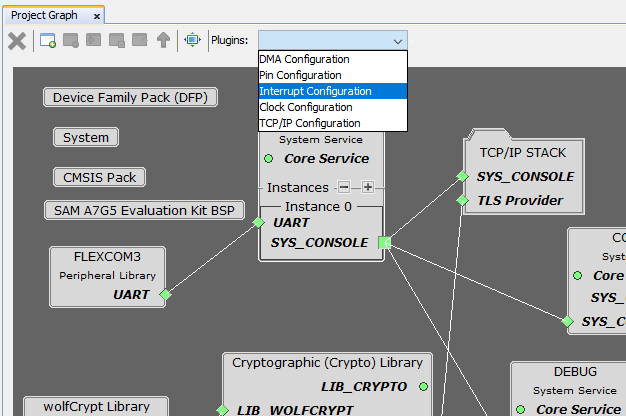 Project Graph
Plugins:
DMA Configuration
Pin Configuration
Interrupt Configuration
Clock Configuration
TCP/IP Configuration
Device Family Pack (DFP)
System
CMSIS Pack
SAM A7G5 Evaluation Kit BSP
System Service
Core Service
Instances
Instance 0
UART
SYS_CONSOLE
TCP/IP STACK
SYS_CONSOLE
TLS Provider
FLEXCOM3
Peripheral Library
UART
CO
Syst
Core
SYS_
SYS_C
Cryptographic (Crypto) Library
LIB_CRYPTO
LIB_WOLFCRYPT
wolfCrypt Library
DEBUG
System Service
Core Service